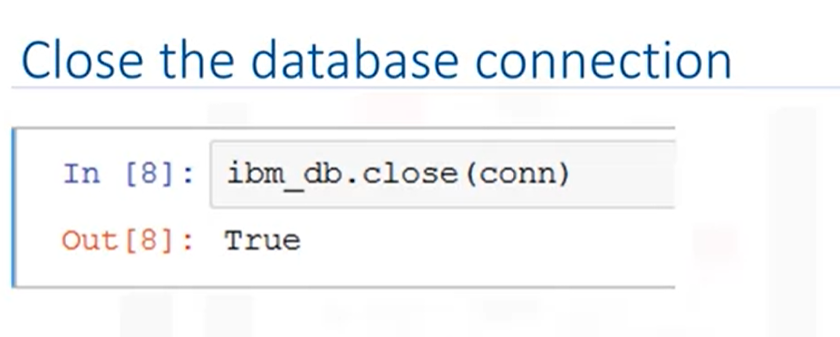 Close the database connection
In [8]: ibm_db.close(conn)
Out[8]: True